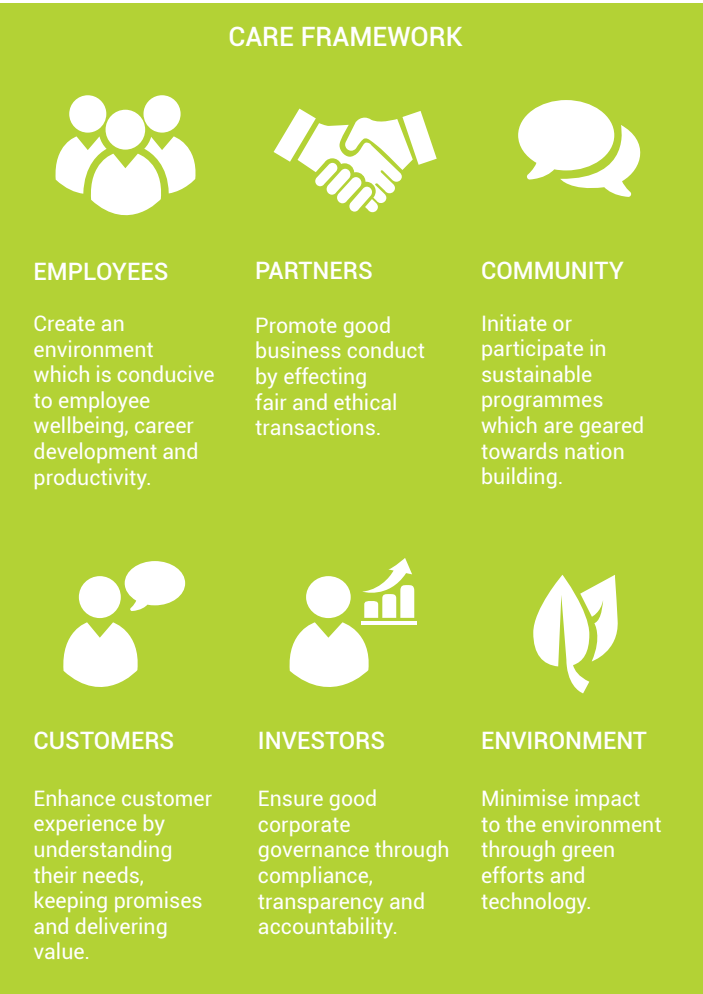 CARE FRAMEWORK
EMPLOYEES
Create an
environment
which is conducive
to employee
wellbeing, career
development and
productivity.
PARTNERS
Promote good
business conduct
by effecting
fair and ethical
transactions.
COMMUNITY
Initiate or
participate in
sustainable
programmes
which are geared
towards nation
building.
CUSTOMERS
Enhance customer
experience by
understanding
their needs,
keeping promises
and delivering
value.
INVESTORS
Ensure good
corporate
governance through
compliance,
transparency and
accountability.
ENVIRONMENT
Minimise impact
to the environment
through green
efforts and
technology.